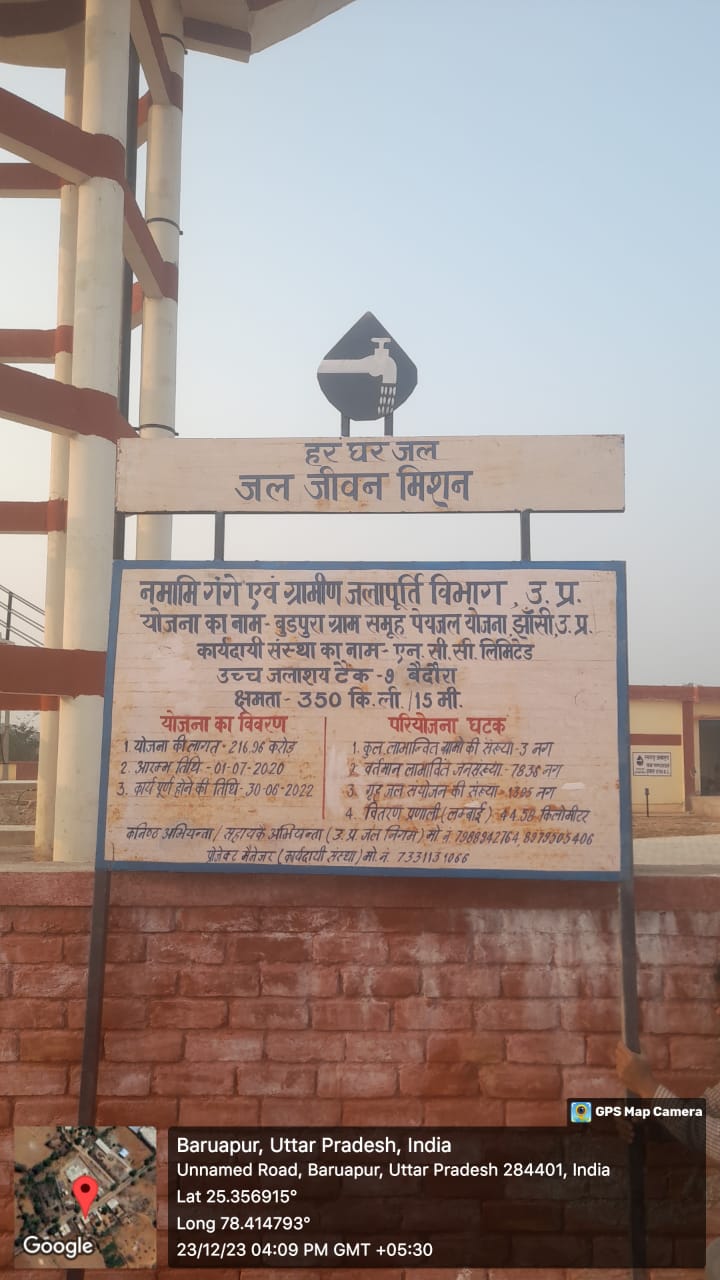 हर घर जल
जल जीवन मिशन
नमामि गंगे एवं ग्रामीण जलापूर्ति विभाग, उ.प्र.
योजना का नाम- बुडपुरा ग्राम समूह पेयजल योजना झाँसी,उ.प्र.
कार्यदायी संस्था का नाम- एन.सी.सी. लिमिटेड
उच्च जलाशय टैंक -9 बैदौरा
क्षमता - 350 कि.ली./15 मी.
योजना का विवरण
1. योजना की लागत - 216.96 करोड़
2. आरम्भ तिथि - 01-07-2020
3. कार्य पूर्ण होने की तिथि - 30-06-2022
परियोजना घटक
1. कुल लाभान्वित ग्रामों की संख्या - 3 नग
2. वर्तमान लाभांवित जनसंख्या - 7836 नग
3. गृह जल संयोजन की संख्या - 1305 नग
4. वितरण प्रणाली (लम्बाई) 44.58 किलोमीटर
कनिष्ठ अभियन्ता / सहायक अभियन्ता (उ.प्र. जल निगम) मो.नं. 7988942764, 8979305406
प्रोजेक्ट मैनेजर (कार्यदायी संस्था) मो.नं. 7331131066
GPS Map Camera
Baruapur, Uttar Pradesh, India
Unnamed Road, Baruapur, Uttar Pradesh 284401, India
Lat 25.356915°
Long 78.414793°
23/12/23 04:09 PM GMT +05:30
Google